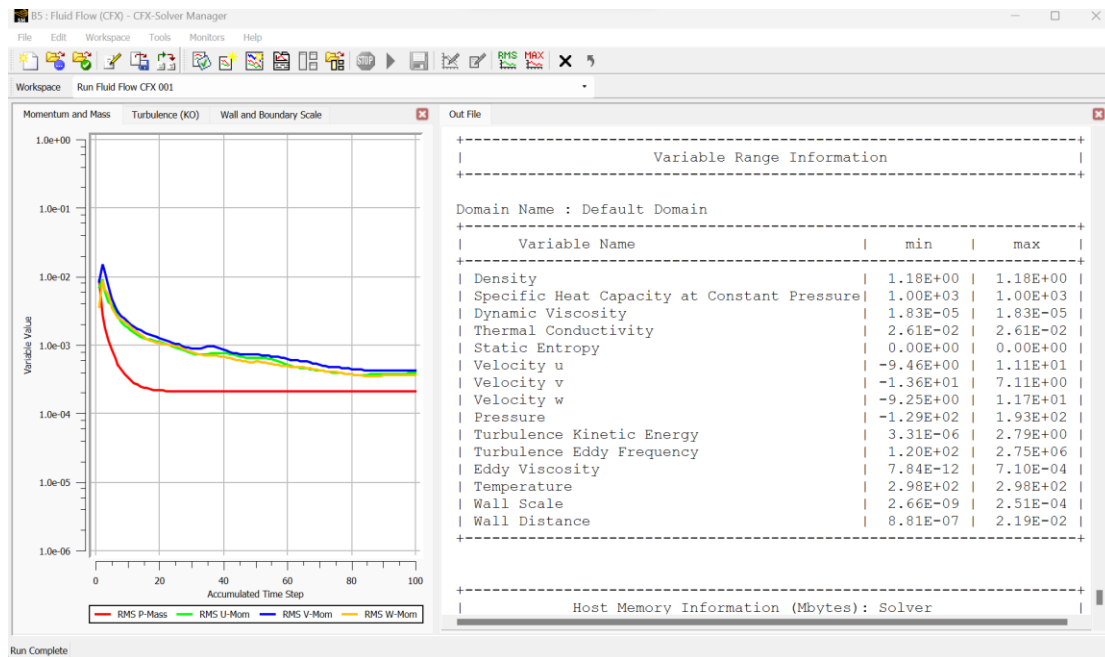 B5 : Fluid Flow (CFX) - CFX-Solver Manager
File Edit Workspace Tools Monitors Help
STOP RMS MAX
Workspace Run Fluid Flow CFX 001
Momentum and Mass Turbulence (KO) Wall and Boundary Scale
1.0e+00
1.0e-01
1.0e-02
1.0e-03
1.0e-04
1.0e-05
1.0e-06
Variable Value
0 20 40 60 80 100
Accumulated Time Step
RMS P-Mass RMS U-Mom RMS V-Mom RMS W-Mom
Out File
+--------------------------------------------------------------------+
| Variable Range Information |
+--------------------------------------------------------------------+
Domain Name : Default Domain
+--------------------------------------------------------------------+
| Variable Name | min | max |
+--------------------------------------------------------------------+
| Density | 1.18E+00 | 1.18E+00 |
| Specific Heat Capacity at Constant Pressure| 1.00E+03 | 1.00E+03 |
| Dynamic Viscosity | 1.83E-05 | 1.83E-05 |
| Thermal Conductivity | 2.61E-02 | 2.61E-02 |
| Static Entropy | 0.00E+00 | 0.00E+00 |
| Velocity u | -9.46E+00 | 1.11E+01 |
| Velocity v | -1.36E+01 | 7.11E+00 |
| Velocity w | -9.25E+00 | 1.17E+01 |
| Pressure | -1.29E+02 | 1.93E+02 |
| Turbulence Kinetic Energy | 3.31E-06 | 2.79E+00 |
| Turbulence Eddy Frequency | 1.20E+02 | 2.75E+06 |
| Eddy Viscosity | 7.84E-12 | 7.10E-04 |
| Temperature | 2.98E+02 | 2.98E+02 |
| Wall Scale | 2.66E-09 | 2.51E-04 |
| Wall Distance | 8.81E-07 | 2.19E-02 |
+--------------------------------------------------------------------+
+--------------------------------------------------------------------+
| Host Memory Information (Mbytes): Solver |
Run Complete